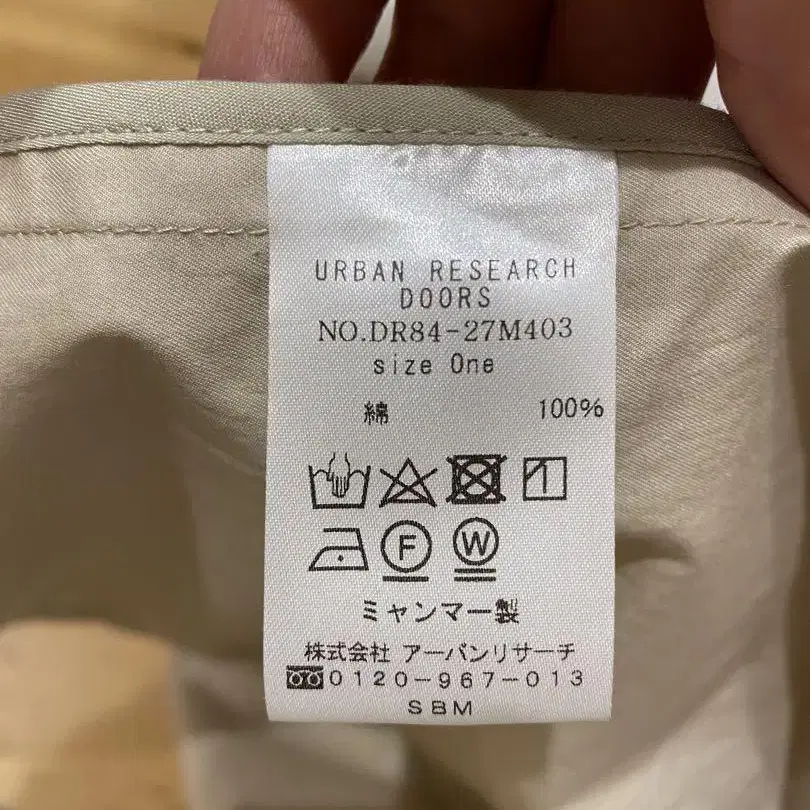 URBAN RESEARCH
DOORS
NO.DR84-27M403
size One
綿 100%
F W
ミャンマー製
株式会社 アーバンリサーチ
0120-967-013
SBM